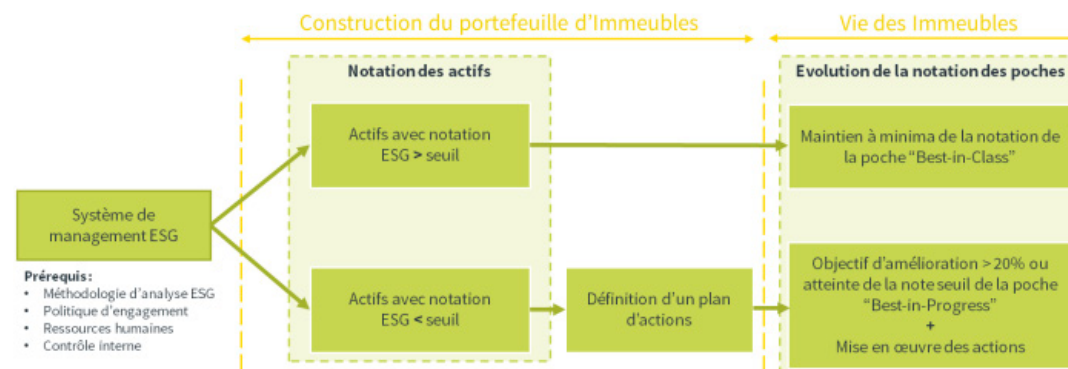 Construction du portefeuille d’Immeubles
Vie des Immeubles
Notation des actifs
Evolution de la notation des poches
Actifs avec notation
ESG > seuil
Maintien à minima de la notation de
la poche “Best-in-Class”
Système de
management ESG
Prérequis :
• Méthodologie d’analyse ESG
• Politique d’engagement
• Ressources humaines
• Contrôle interne
Actifs avec notation
ESG < seuil
Définition d’un plan
d’actions
Objectif d’amélioration > 20% ou
atteinte de la note seuil de la poche
“Best-in-Progress”
+
Mise en œuvre des actions